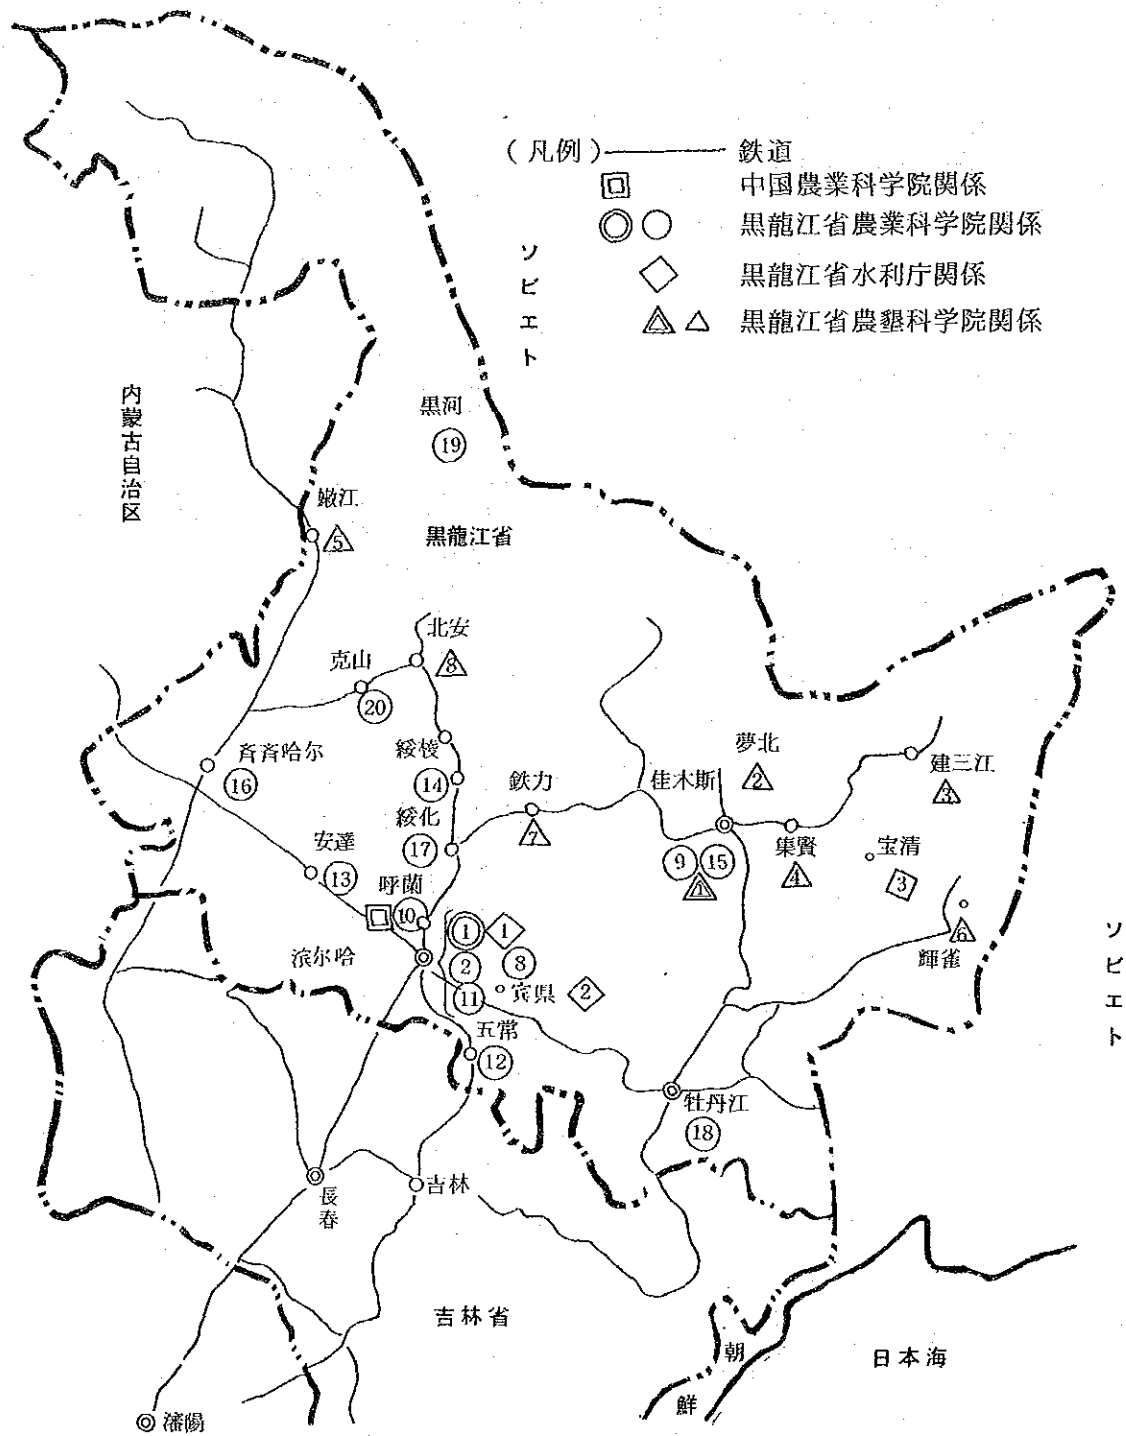 (凡例)―――鉄道
中国農業科学院関係
黒龍江省農業科学院関係
黒龍江省水利庁関係
黒龍江省農墾科学院関係
ソビエト
内蒙古自治区
黒河
19
嫩江
5
黒龍江省
北安
8
克山
20
綏棱
14
斉斉哈尔
16
夢北
2
建三江
3
鉄力
7
佳木斯
9 15
1
集賢
4
宝清
3
綏化
17
安達
13
呼蘭
10
1 1
2 8
11
賓県 2
浜尔哈
6
輝雀
ソビエト
五常
12
牡丹江
18
長春
吉林
吉林省
朝鮮
日本海
瀋陽